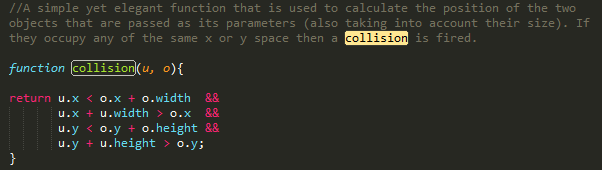 //A simple yet elegant function that is used to calculate the position of the two
objects that are passed as its parameters (also taking into account their size). If
they occupy any of the same x or y space then a collision is fired.
function collision(u, o){
return u.x < o.x + o.width  &&
       u.x + u.width > o.x  &&
       u.y < o.y + o.height &&
       u.y + u.height > o.y;
}